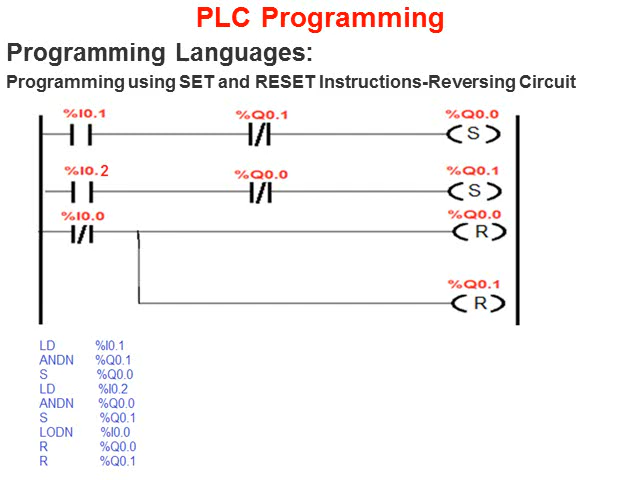 PLC Programming
Programming Languages:
Programming using SET and RESET Instructions-Reversing Circuit
%I0.1 %Q0.1 %Q0.0
S
%I0.2 %Q0.0 %Q0.1
S
%I0.0 %Q0.0
R
%Q0.1
R
LD %I0.1
ANDN %Q0.1
S %Q0.0
LD %I0.2
ANDN %Q0.0
S %Q0.1
LODN %I0.0
R %Q0.0
R %Q0.1